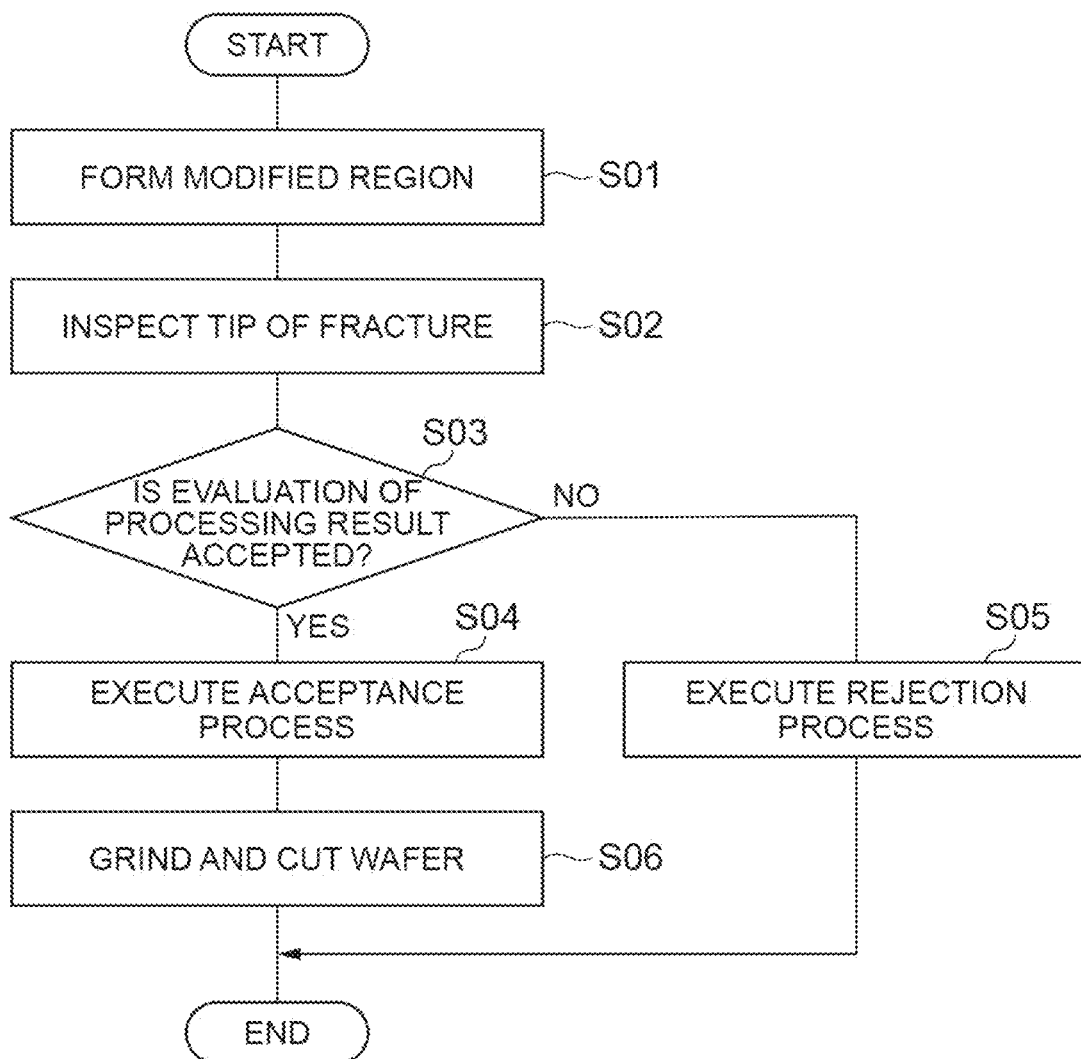 START
FORM MODIFIED REGION
S01
INSPECT TIP OF FRACTURE
S02
S03
IS EVALUATION OF
PROCESSING RESULT
ACCEPTED?
NO
YES
S04
EXECUTE ACCEPTANCE
PROCESS
S05
EXECUTE REJECTION
PROCESS
GRIND AND CUT WAFER
S06
END